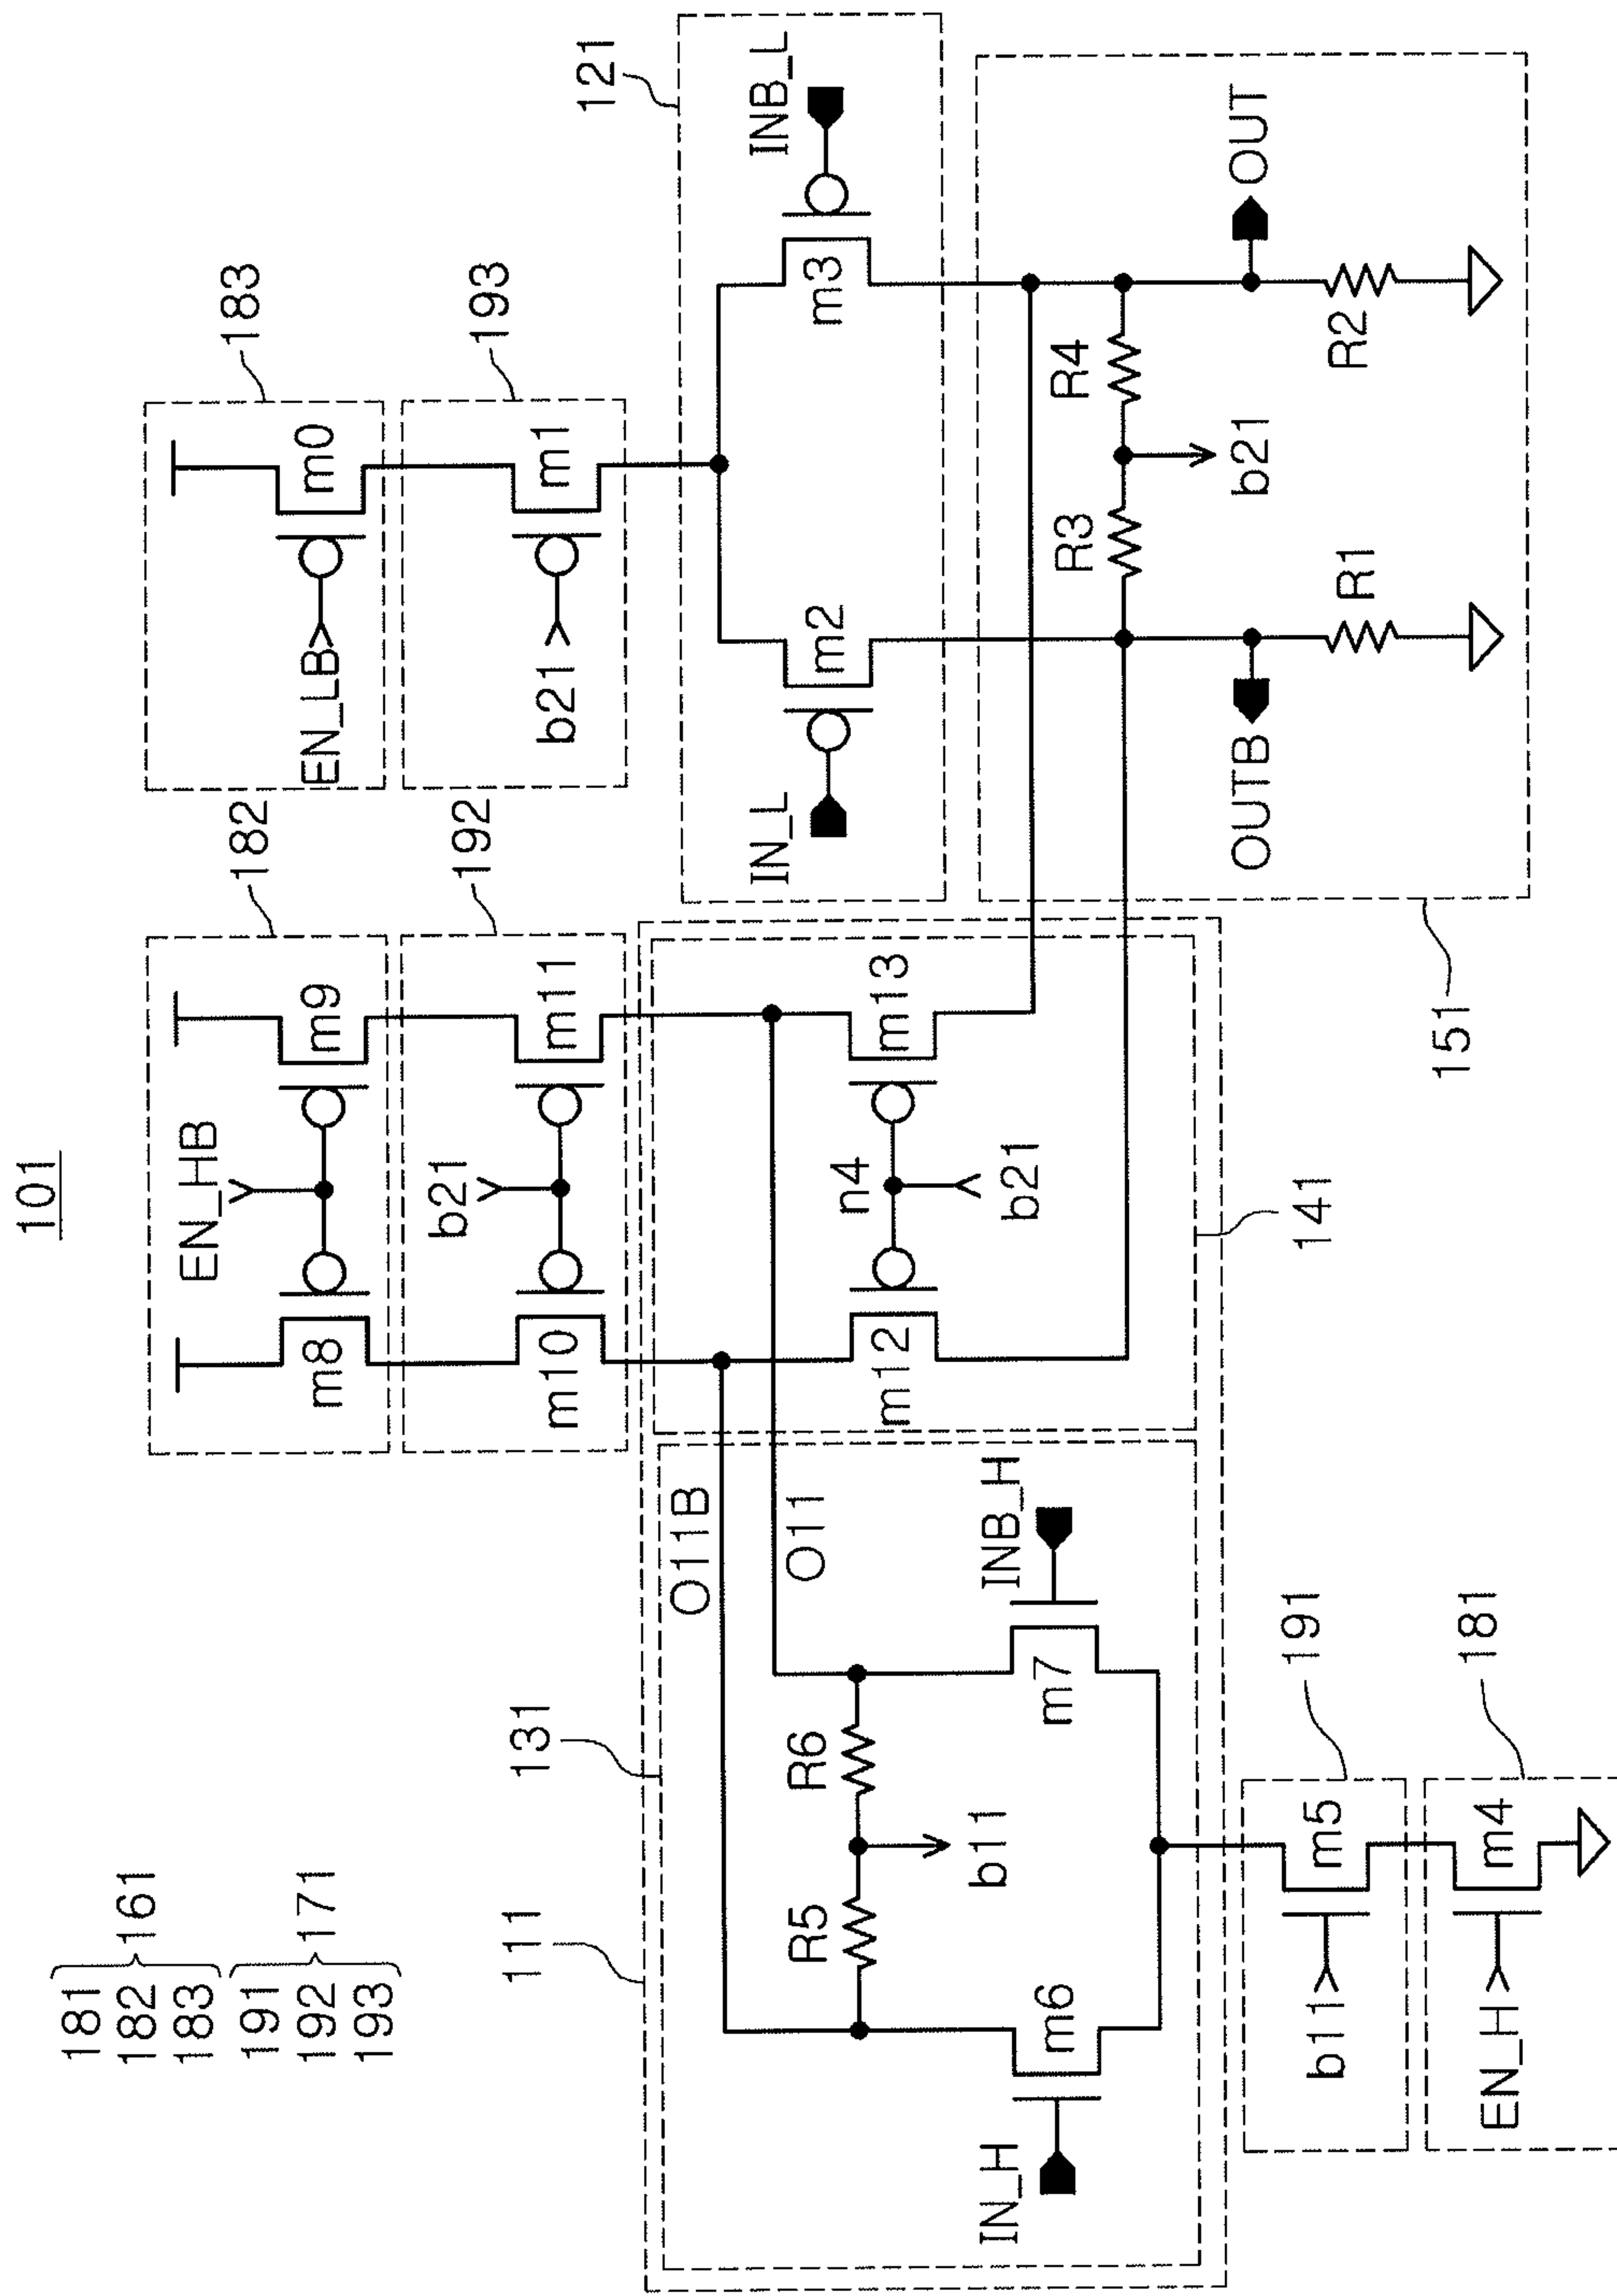 101
181
182
183
161
191
192
193
171
EN_HB
m8
m9
182
EN_LB
m0
183
b21
m10
m11
192
b21
m1
193
111
131
O11B
O11
R5
R6
b11
IN_H
m6
m7
INB_H
m12
n4
m13
b21
141
121
IN_L
m2
m3
INB_L
R3
R4
b21
OUTB
OUT
R1
R2
151
b11
m5
191
EN_H
m4
181